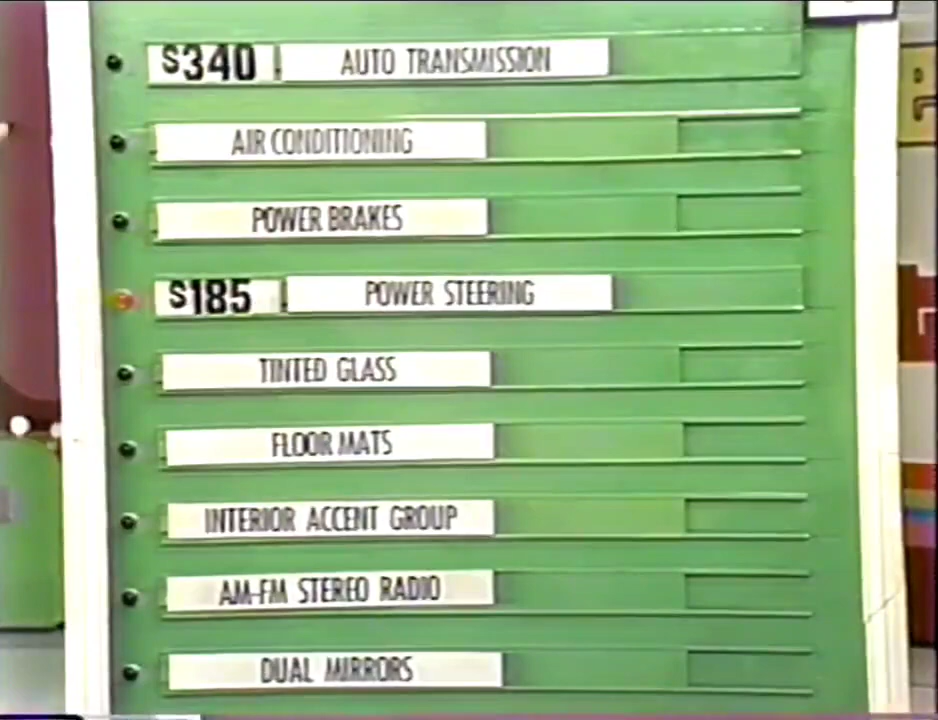 $340 AUTO TRANSMISSION
AIR CONDITIONING
POWER BRAKES
$185 POWER STEERING
TINTED GLASS
FLOOR MATS
INTERIOR ACCENT GROUP
AM-FM STEREO RADIO
DUAL MIRRORS